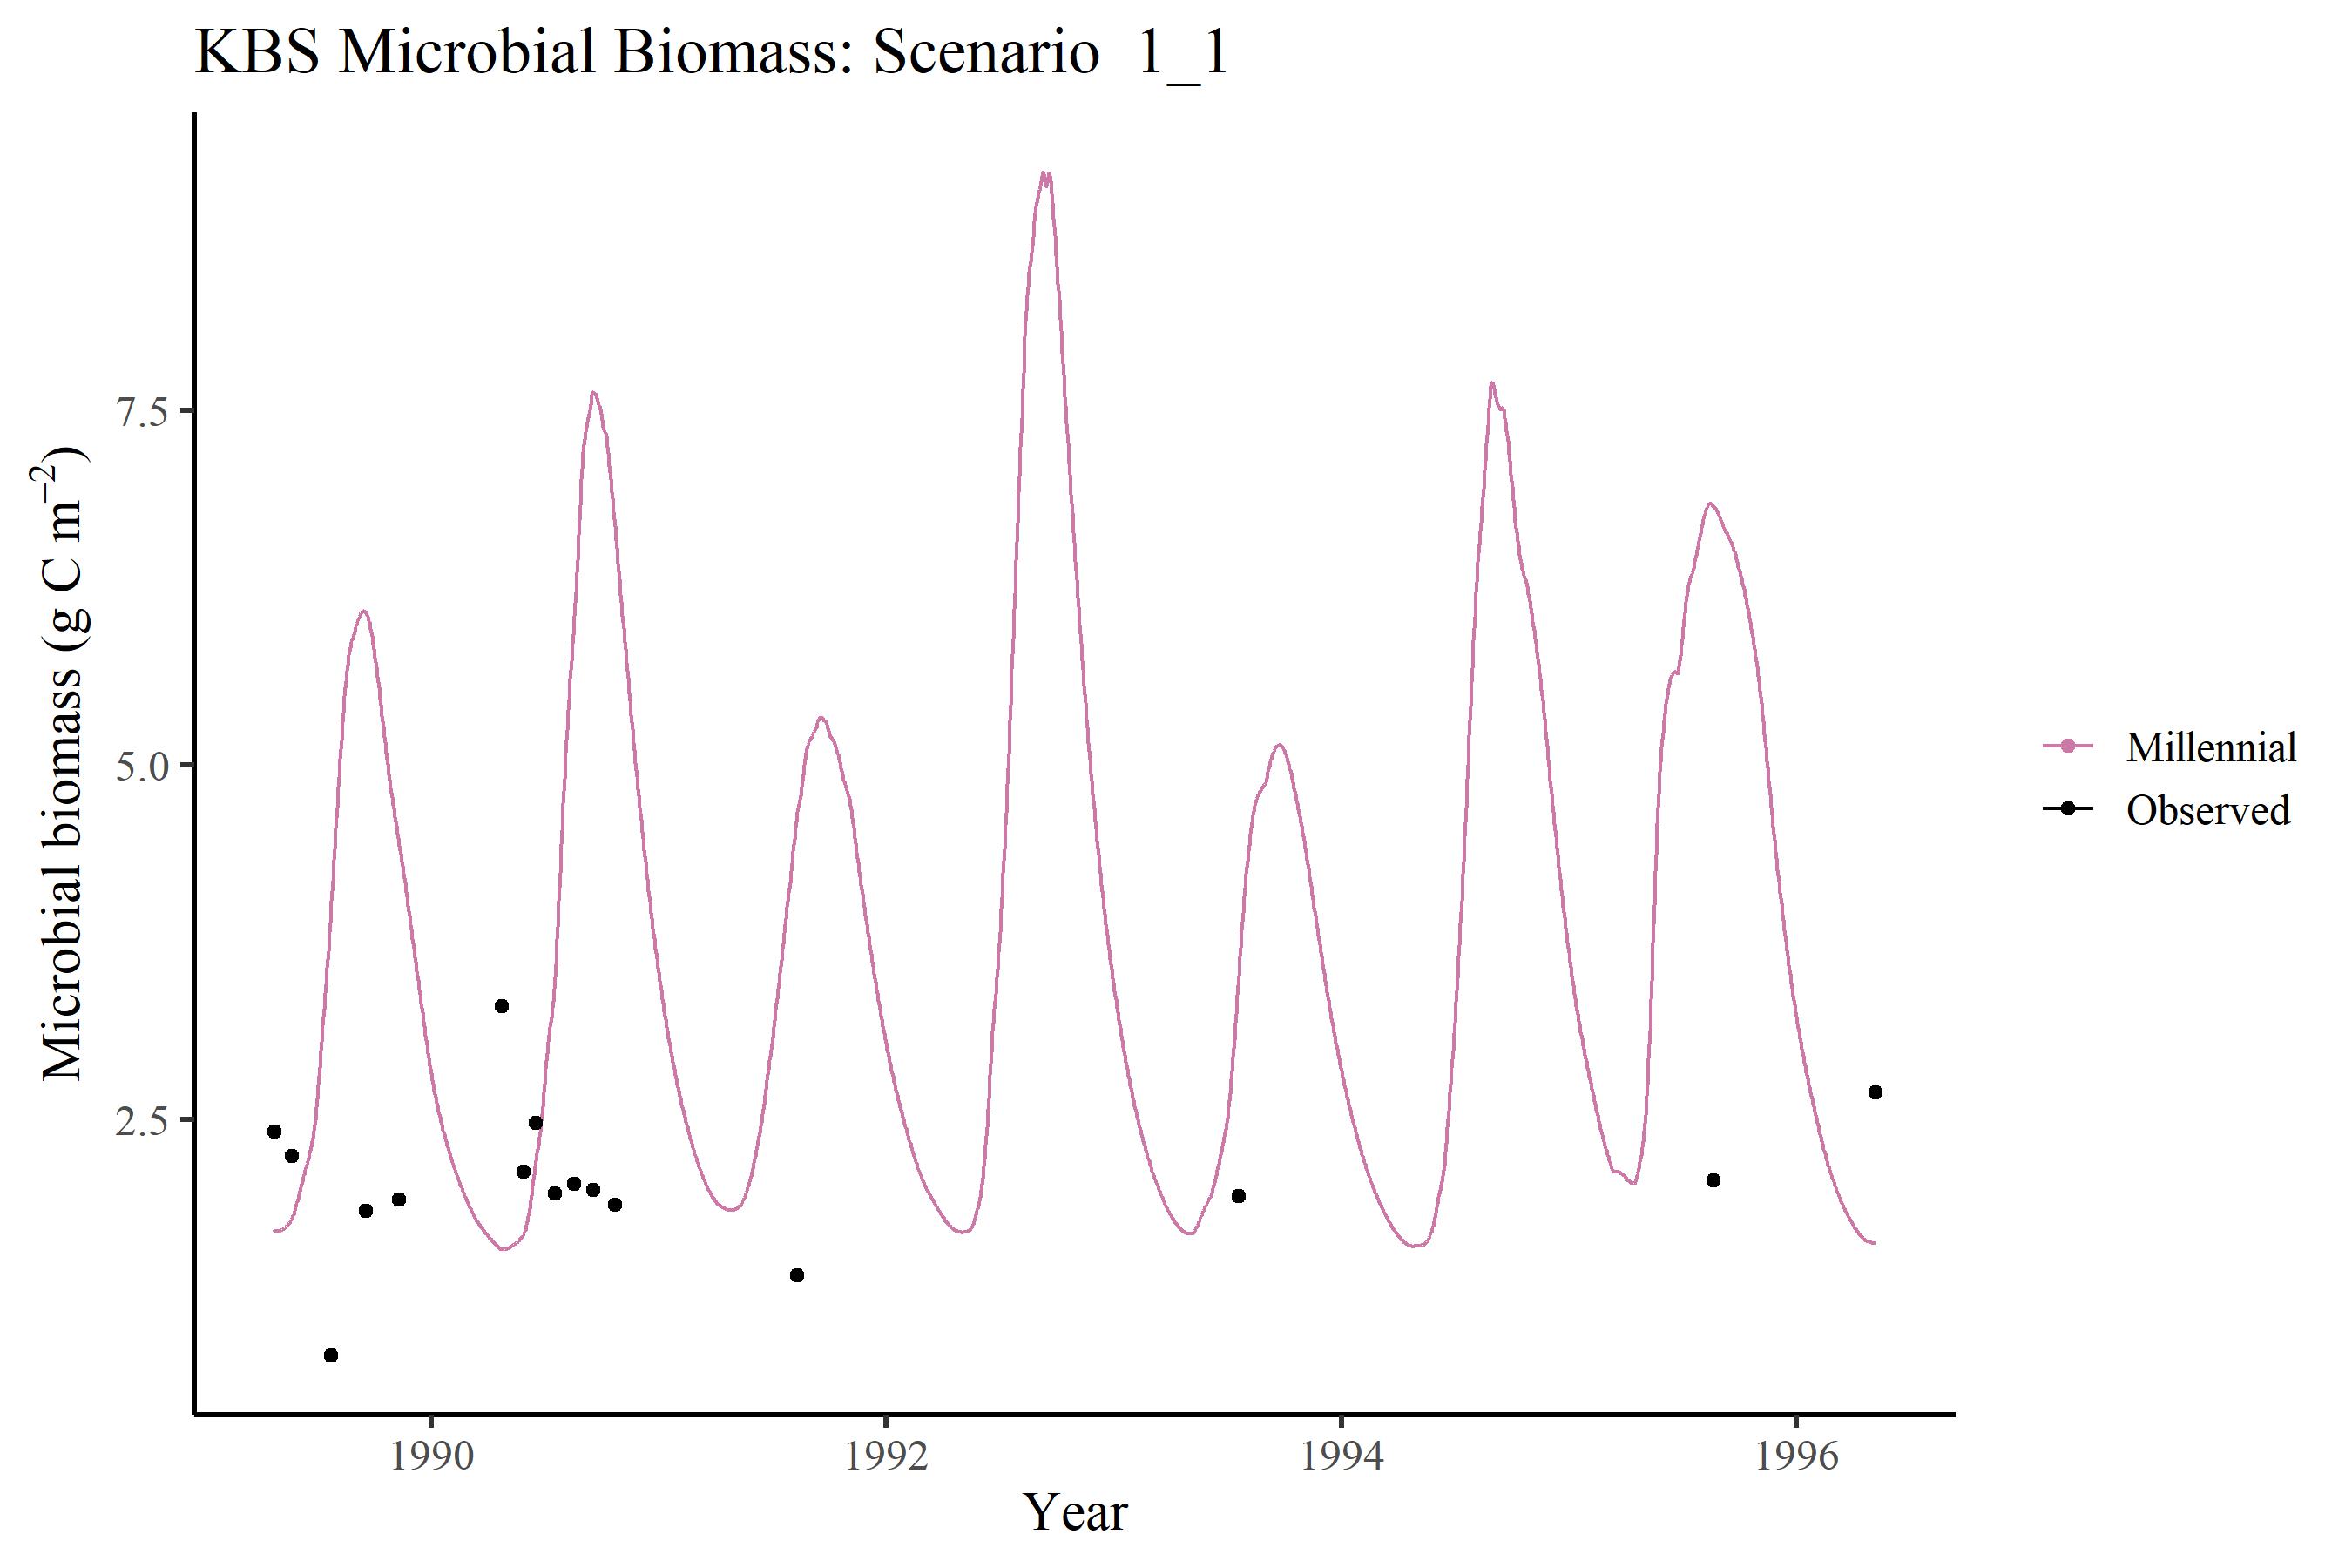 KBS Microbial Biomass: Scenario  1_1
Microbial biomass (g C m⁻²)
7.5
5.0
2.5
1990
1992
1994
1996
Year
Millennial
Observed